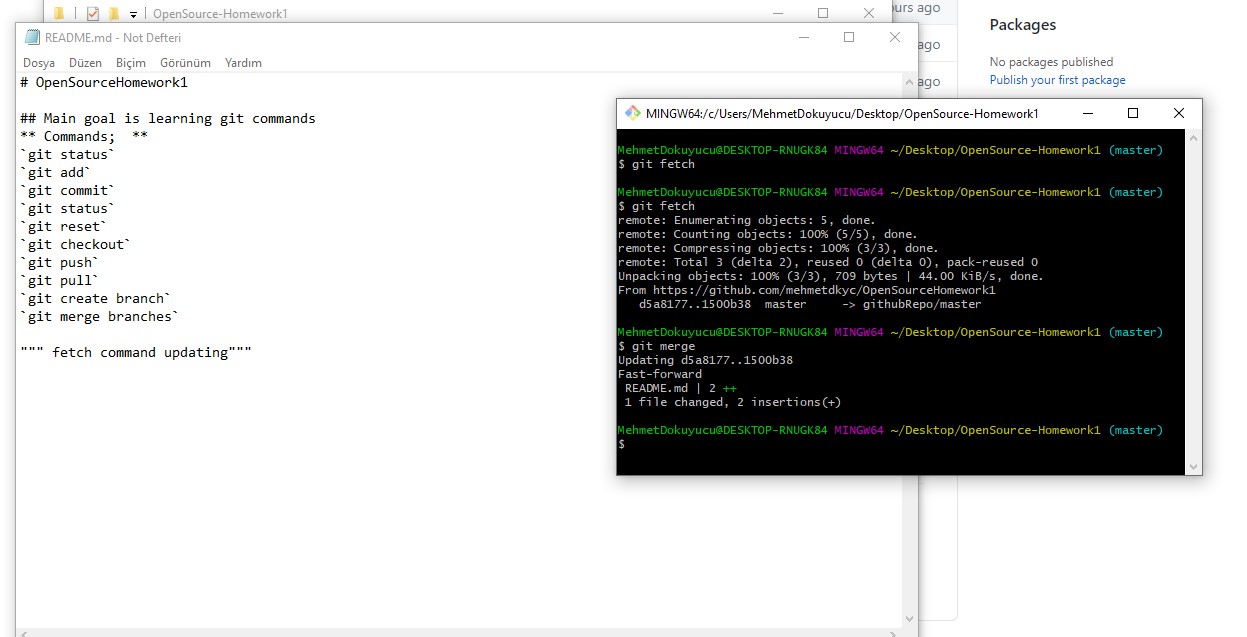 OpenSource-Homework1
README.md - Not Defteri
Dosya Düzen Biçim Görünüm Yardım
# OpenSourceHomework1
## Main goal is learning git commands
** Commands;  **
`git status`
`git add`
`git commit`
`git status`
`git reset`
`git checkout`
`git push`
`git pull`
`git create branch`
`git merge branches`
""" fetch command updating"""
ago
ago
ago
Packages
No packages published
Publish your first package
MINGW64:/c/Users/MehmetDokuyucu/Desktop/OpenSource-Homework1
MehmetDokuyucu@DESKTOP-RNUGK84 MINGW64 ~/Desktop/OpenSource-Homework1 (master)
$ git fetch
MehmetDokuyucu@DESKTOP-RNUGK84 MINGW64 ~/Desktop/OpenSource-Homework1 (master)
$ git fetch
remote: Enumerating objects: 5, done.
remote: Counting objects: 100% (5/5), done.
remote: Compressing objects: 100% (3/3), done.
remote: Total 3 (delta 2), reused 0 (delta 0), pack-reused 0
Unpacking objects: 100% (3/3), 709 bytes | 44.00 KiB/s, done.
From https://github.com/mehmetdkyc/OpenSourceHomework1
   d5a8177..1500b38  master     -> githubRepo/master
MehmetDokuyucu@DESKTOP-RNUGK84 MINGW64 ~/Desktop/OpenSource-Homework1 (master)
$ git merge
Updating d5a8177..1500b38
Fast-forward
 README.md | 2 ++
 1 file changed, 2 insertions(+)
MehmetDokuyucu@DESKTOP-RNUGK84 MINGW64 ~/Desktop/OpenSource-Homework1 (master)
$